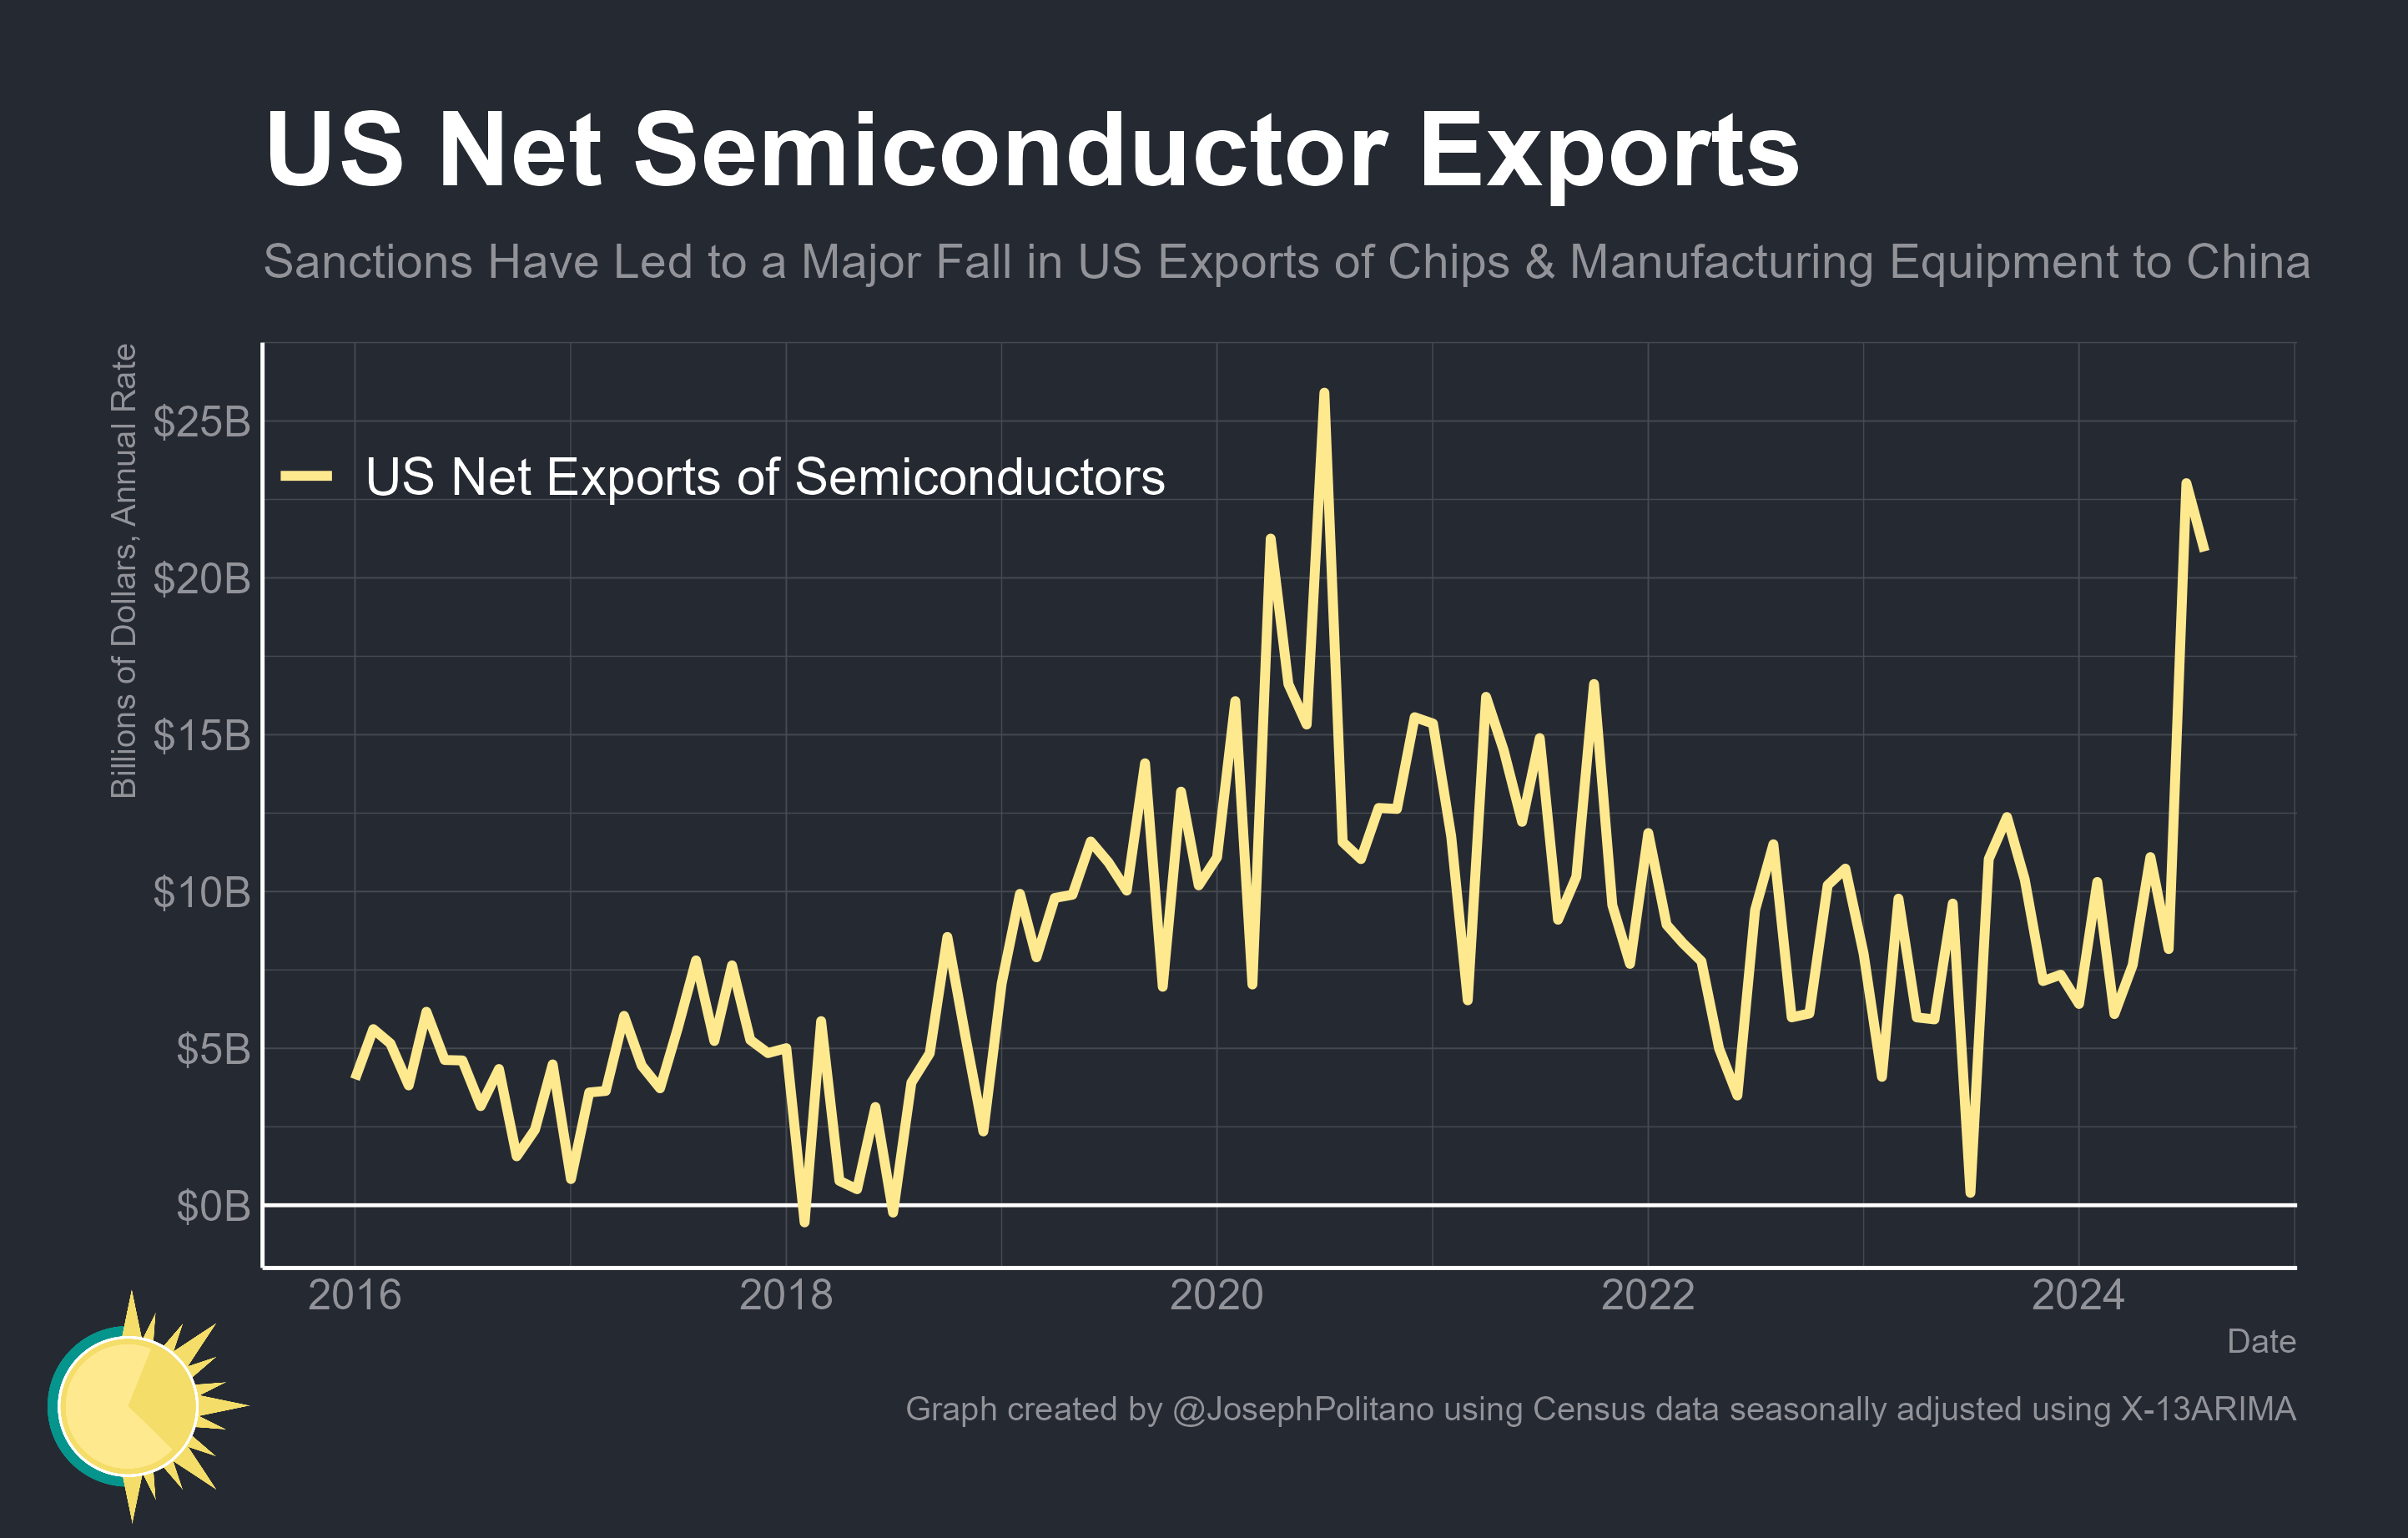 US Net Semiconductor Exports
Sanctions Have Led to a Major Fall in US Exports of Chips & Manufacturing Equipment to China
Billions of Dollars, Annual Rate
$25B
US Net Exports of Semiconductors
$20B
$15B
$10B
$5B
$0B
2016 2018 2020 2022 2024
Date
Graph created by @JosephPolitano using Census data seasonally adjusted using X-13ARIMA